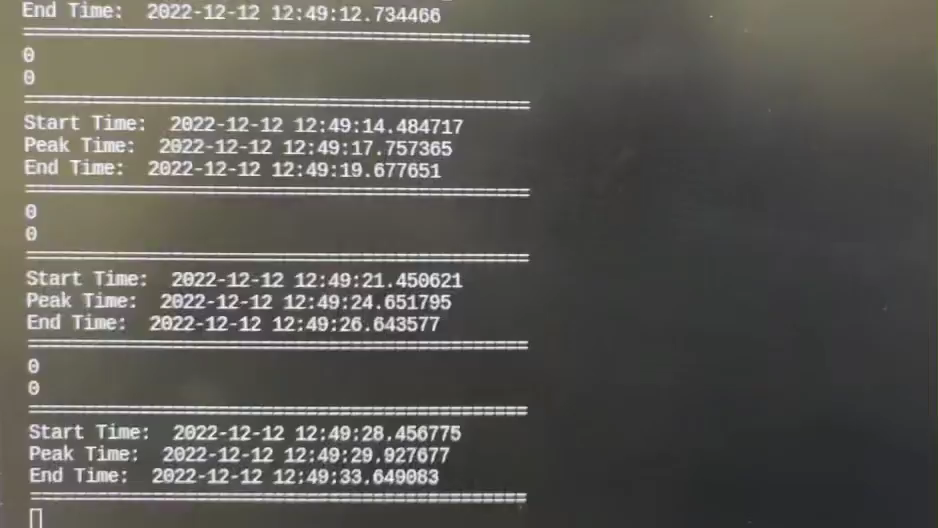 End Time:  2022-12-12 12:49:12.734466
==============================================
0
0
==============================================
Start Time:  2022-12-12 12:49:14.484717
Peak Time:  2022-12-12 12:49:17.757365
End Time:  2022-12-12 12:49:19.677651
==============================================
0
0
==============================================
Start Time:  2022-12-12 12:49:21.450621
Peak Time:  2022-12-12 12:49:24.651795
End Time:  2022-12-12 12:49:26.643577
==============================================
0
0
==============================================
Start Time:  2022-12-12 12:49:28.456775
Peak Time:  2022-12-12 12:49:29.927677
End Time:  2022-12-12 12:49:33.649083
==============================================